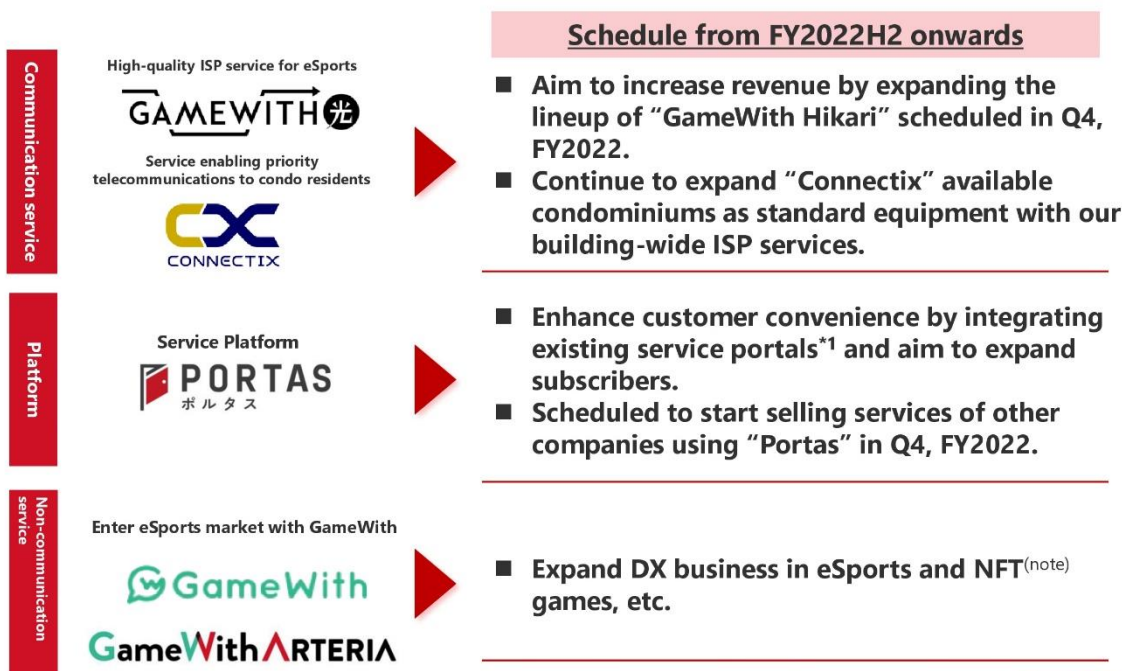 Schedule from FY2022H2 onwards
Communication service
High-quality ISP service for eSports
GAMEWITH光
Service enabling priority
telecommunications to condo residents
CX
CONNECTIX
■ Aim to increase revenue by expanding the
lineup of “GameWith Hikari” scheduled in Q4,
FY2022.
■ Continue to expand “Connectix” available
condominiums as standard equipment with our
building-wide ISP services.
Platform
Service Platform
PORTAS
ポルタス
■ Enhance customer convenience by integrating
existing service portals*1 and aim to expand
subscribers.
■ Scheduled to start selling services of other
companies using “Portas” in Q4, FY2022.
Non-communication
service
Enter eSports market with GameWith
GameWith
GameWith ARTERIA
■ Expand DX business in eSports and NFT(note)
games, etc.